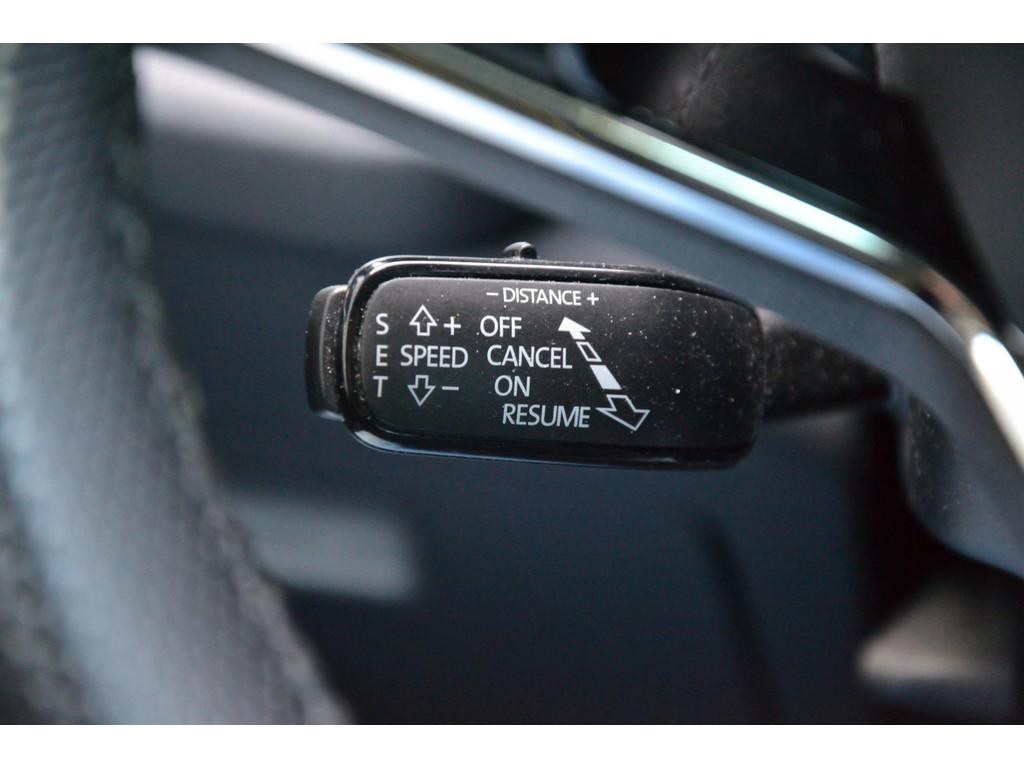 - DISTANCE +
S + OFF
E SPEED CANCEL
T - ON
RESUME